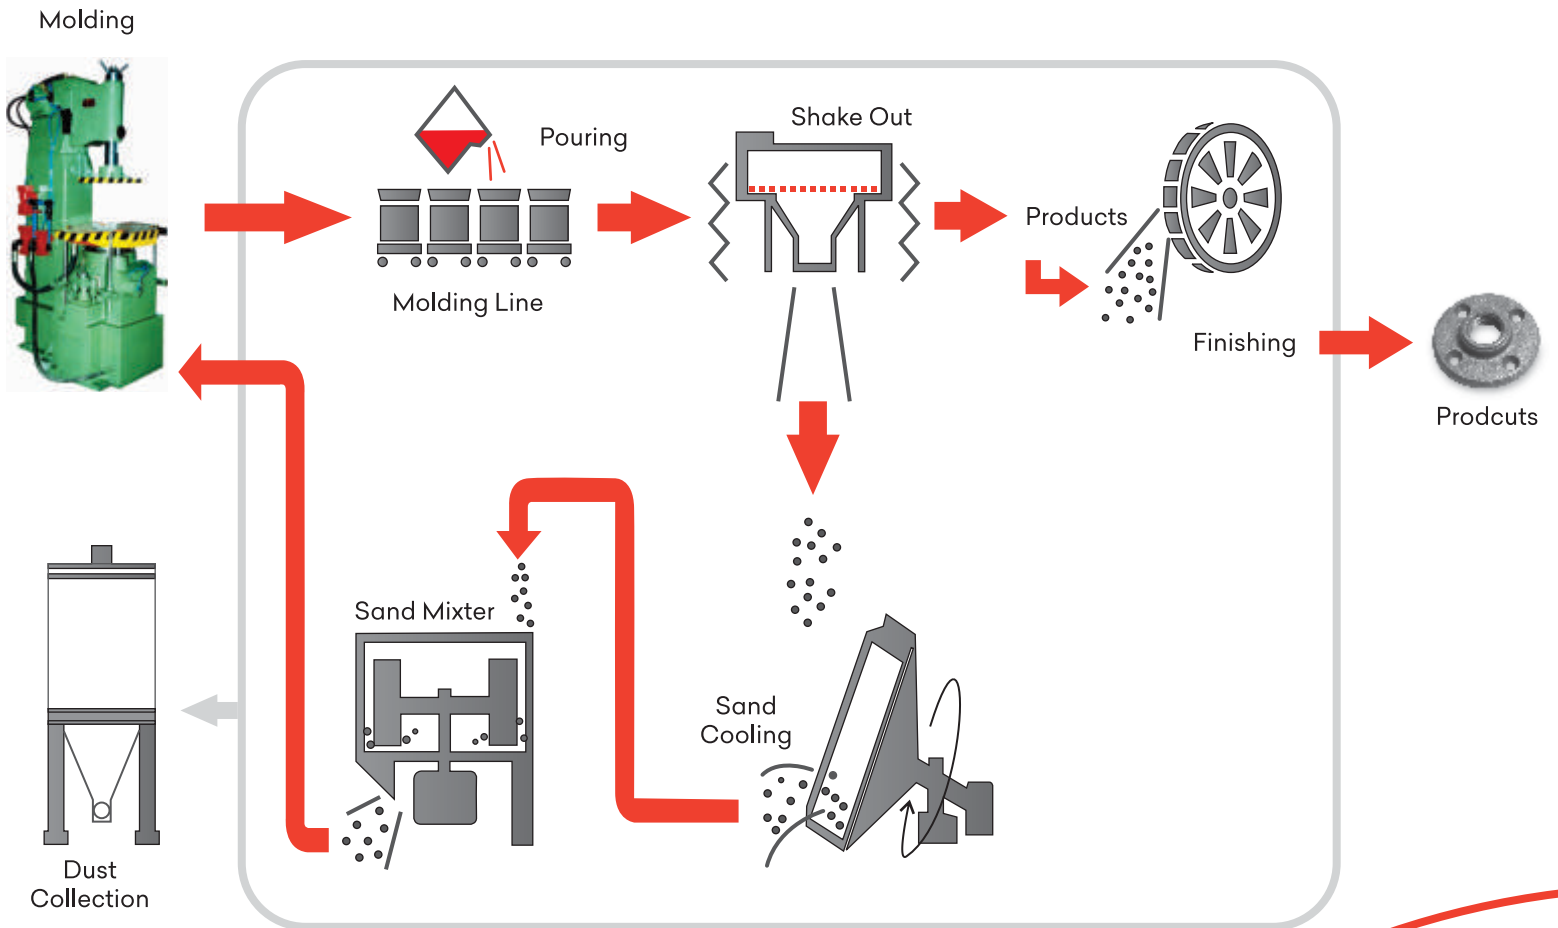 Molding
Pouring
Shake Out
Products
Molding Line
Finishing
Prodcuts
Sand Mixter
Sand
Cooling
Dust
Collection